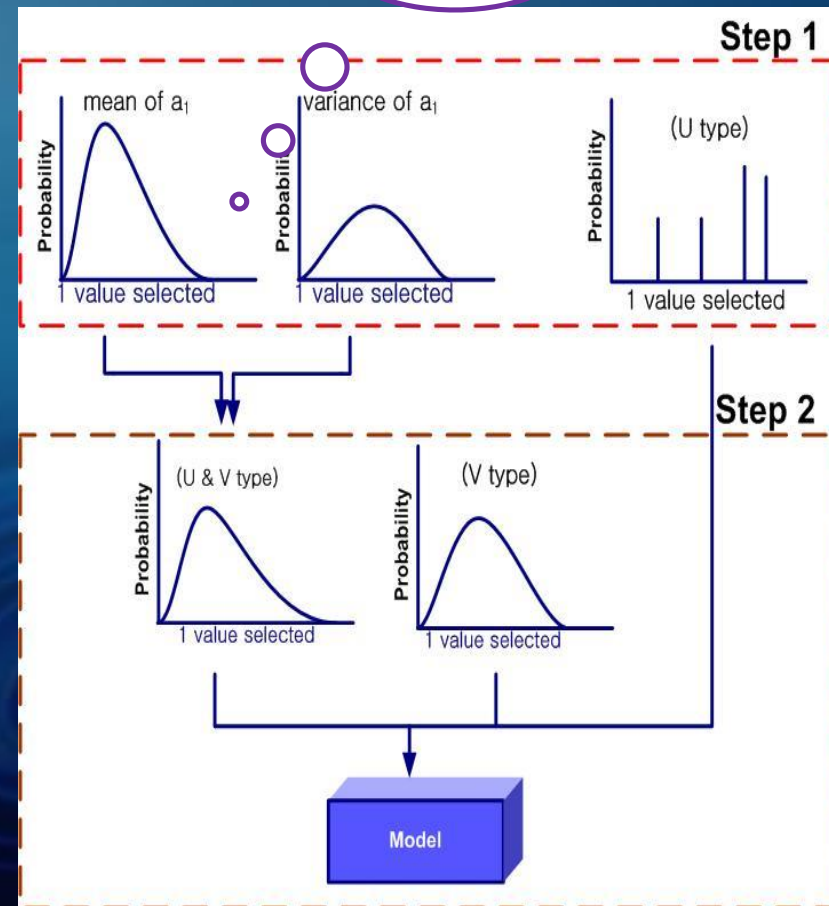 Step 1
mean of a₁
Probability
1 value selected
variance of a₁
Probabili
1 value selected
(U type)
Probability
1 value selected
Step 2
(U & V type)
Probability
1 value selected
(V type)
Probability
1 value selected
Model